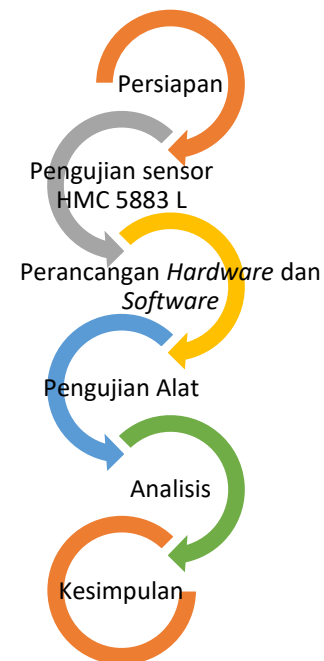 Persiapan
Pengujian sensor
HMC 5883 L
Perancangan Hardware dan
Software
Pengujian Alat
Analisis
Kesimpulan